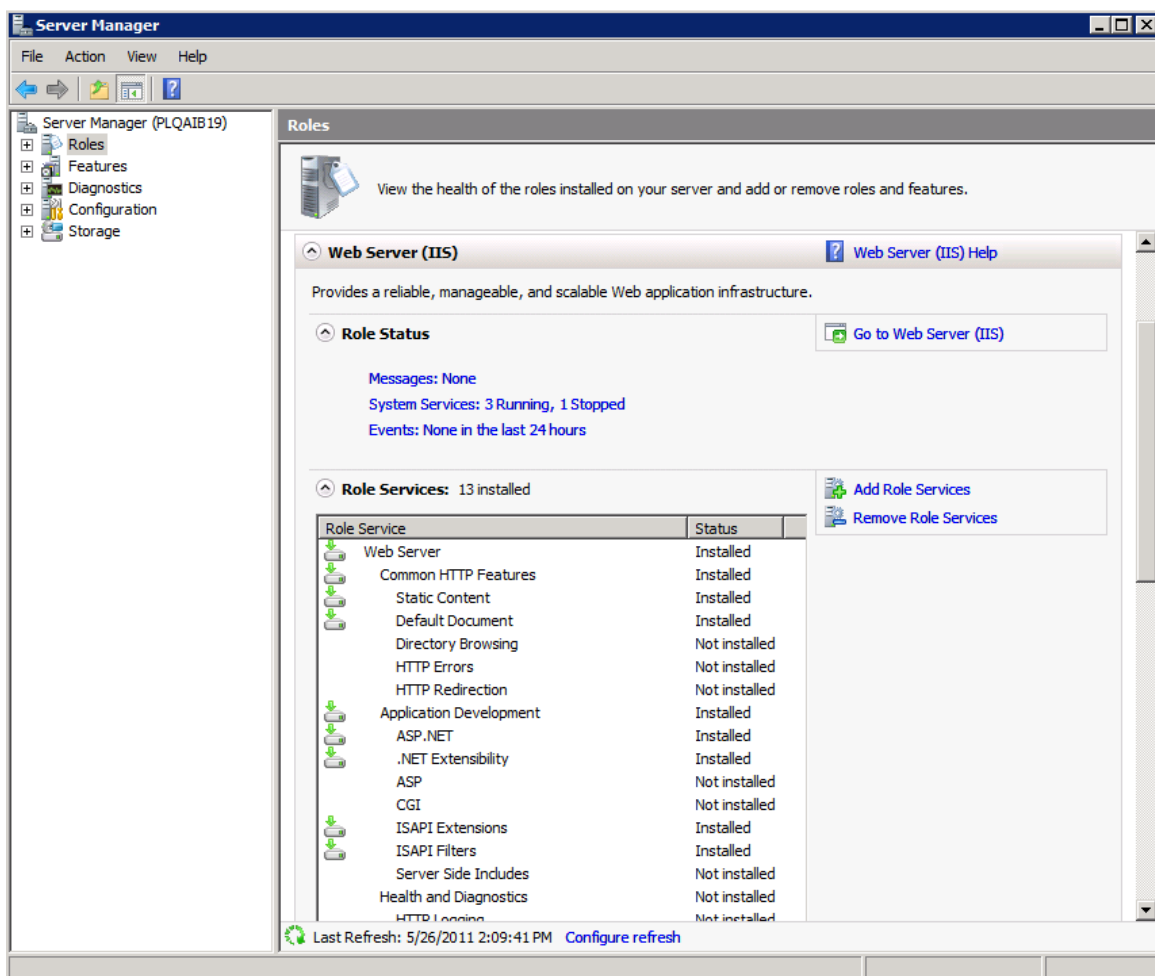 Server Manager
File Action View Help
Server Manager (PLQAIB19)
Roles
Features
Diagnostics
Configuration
Storage
Roles
View the health of the roles installed on your server and add or remove roles and features.
Web Server (IIS) Web Server (IIS) Help
Provides a reliable, manageable, and scalable Web application infrastructure.
Role Status Go to Web Server (IIS)
Messages: None
System Services: 3 Running, 1 Stopped
Events: None in the last 24 hours
Role Services: 13 installed Add Role Services
Remove Role Services
Role Service Status
Web Server Installed
Common HTTP Features Installed
Static Content Installed
Default Document Installed
Directory Browsing Not installed
HTTP Errors Not installed
HTTP Redirection Not installed
Application Development Installed
ASP.NET Installed
.NET Extensibility Installed
ASP Not installed
CGI Not installed
ISAPI Extensions Installed
ISAPI Filters Installed
Server Side Includes Not installed
Health and Diagnostics Not installed
HTTP Logging Not installed
Last Refresh: 5/26/2011 2:09:41 PM Configure refresh